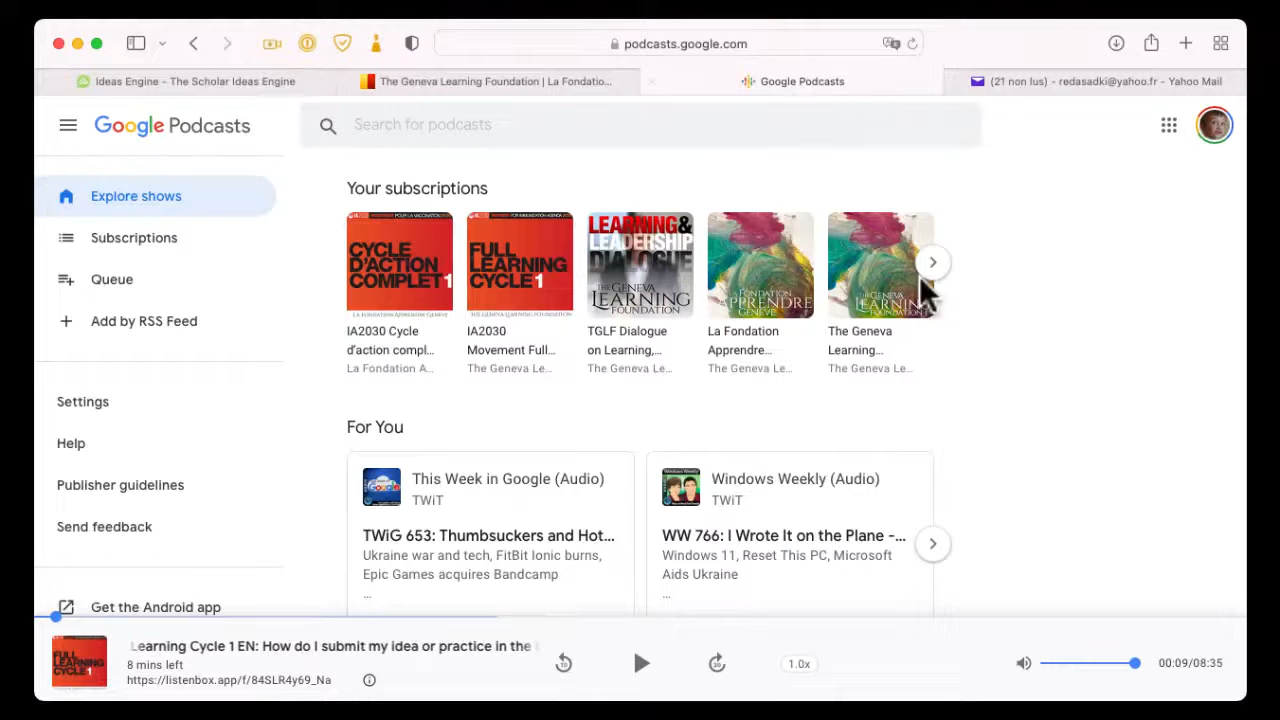 podcasts.google.com
Ideas Engine – The Scholar Ideas Engine
The Geneva Learning Foundation | La Fondatio...
Google Podcasts
(21 non lus) - redasadki@yahoo.fr - Yahoo Mail
Google Podcasts
Search for podcasts
Explore shows
Subscriptions
Queue
Add by RSS Feed
Settings
Help
Publisher guidelines
Send feedback
Get the Android app
Your subscriptions
CYCLE
D'ACTION
COMPLET 1
IA2030 Cycle
d'action compl...
La Fondation A...
FULL
LEARNING
CYCLE 1
IA2030
Movement Full...
The Geneva Le...
LEARNING&
LEADERSHIP
DIALOGUE
THE GENEVA
LEARNING
FOUNDATION
TGLF Dialogue
on Learning,...
The Geneva Le...
FONDATION
APPRENDRE
GENÈVE
La Fondation
Apprendre...
The Geneva Le...
THE GENEVA
LEARNING
FOUNDATION
The Geneva
Learning...
The Geneva Le...
For You
This Week in Google (Audio)
TWiT
TWiG 653: Thumbsuckers and Hot...
Ukraine war and tech, FitBit Ionic burns,
Epic Games acquires Bandcamp
...
Windows Weekly (Audio)
TWiT
WW 766: I Wrote It on the Plane -...
Windows 11, Reset This PC, Microsoft
Aids Ukraine
...
FULL
LEARNING
CYCLE 1
Learning Cycle 1 EN: How do I submit my idea or practice in the
8 mins left
https://listenbox.app/f/84SLR4y69_Na
10
30
1.0x
00:09/08:35